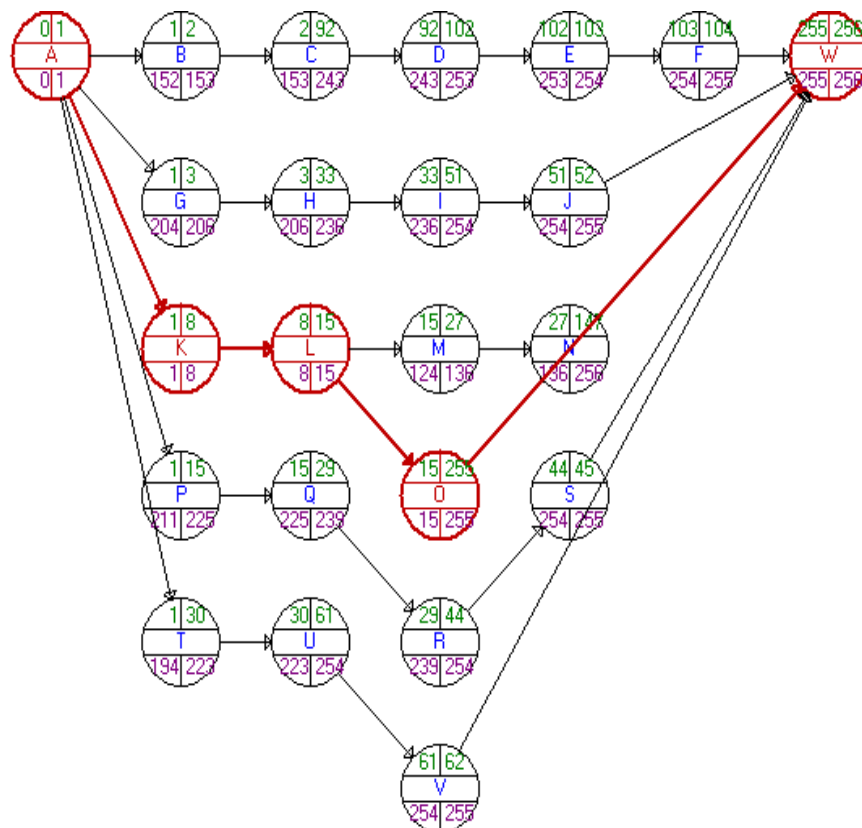 0 1 1 2 2 92 92 102 102 103 103 104 255 256
A B C D E F W
0 1 152 153 153 243 243 253 253 254 254 255 255 256
1 3 3 33 33 51 51 52
G H I J
204 206 206 236 236 254 254 255
1 8 8 15 15 27 27 147
K L M N
1 8 8 15 124 136 136 256
1 15 15 29 15 255 44 45
P Q O S
211 225 225 239 15 255 254 255
1 30 30 61 29 44
T U R
194 223 223 254 239 254
61 62
V
254 255